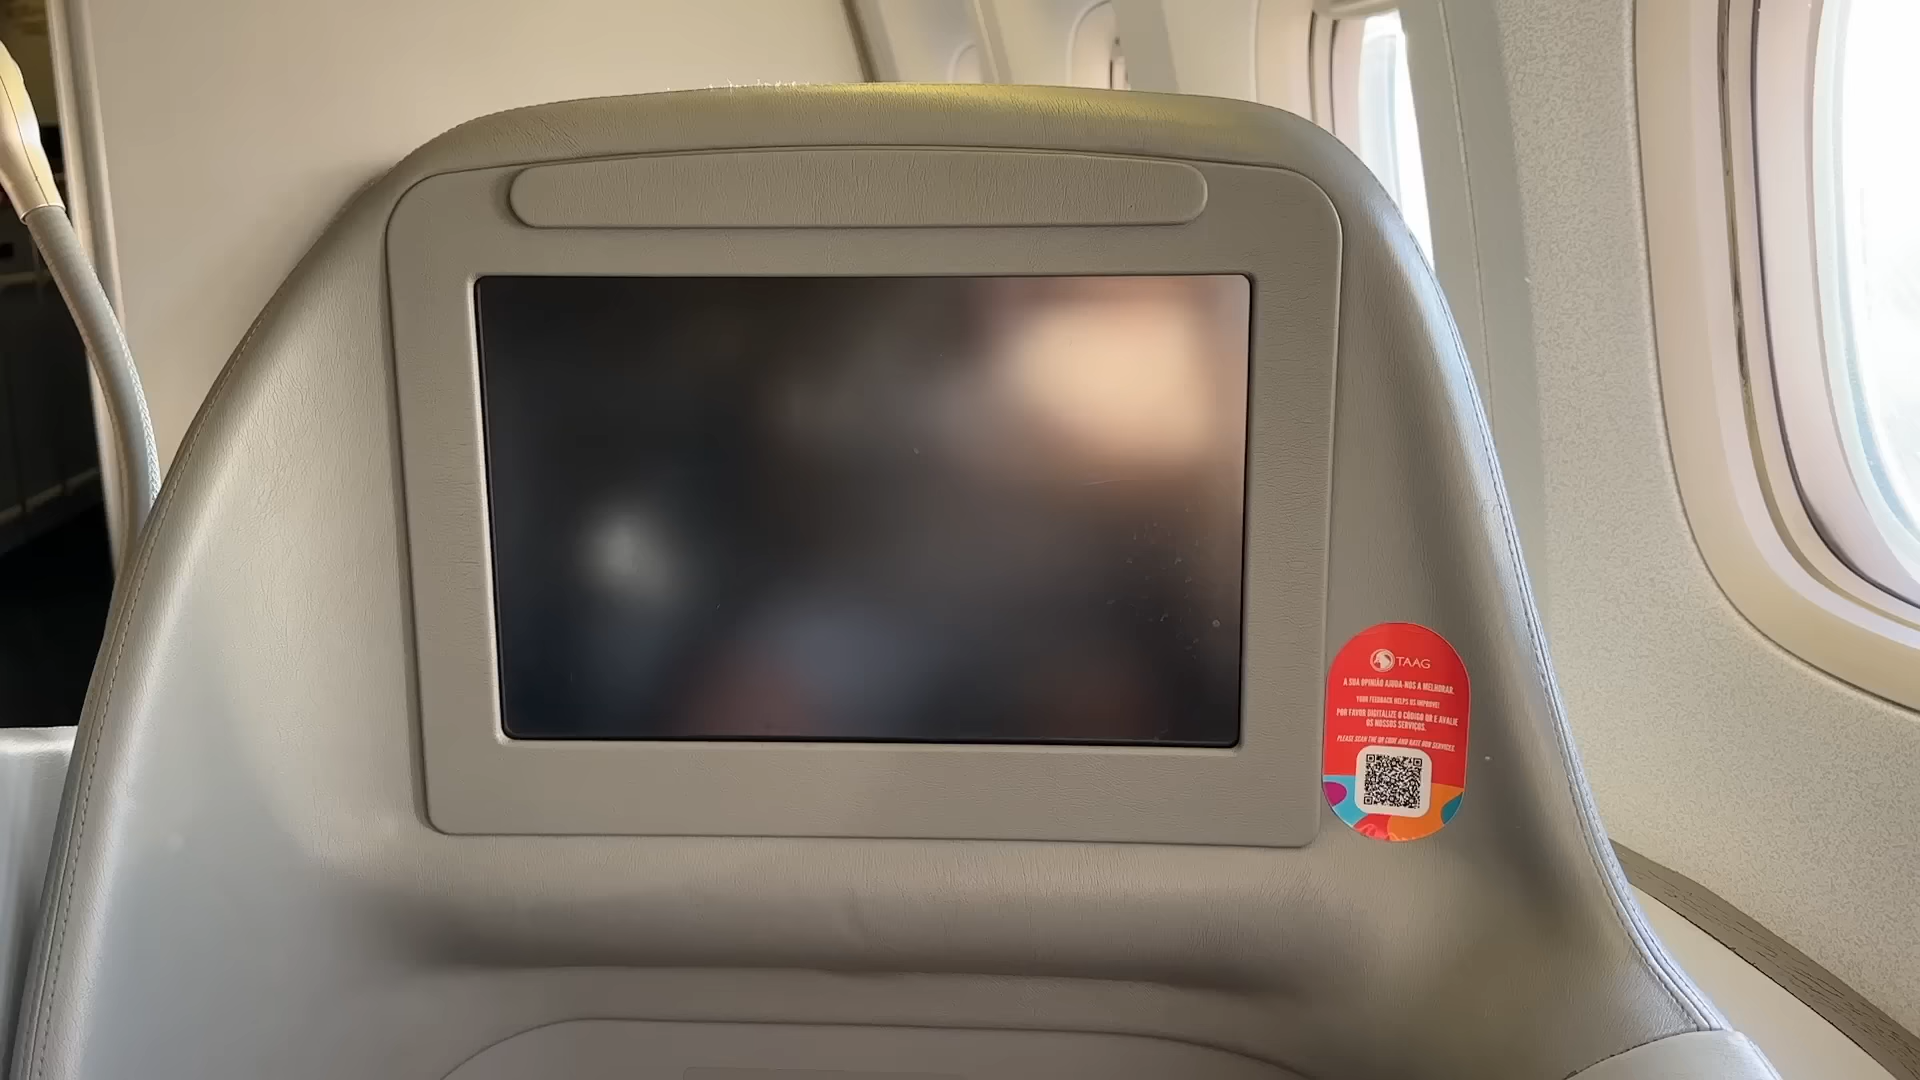 TAAG
A SUA OPINIÃO AJUDA-NOS A MELHORAR.
YOUR FEEDBACK HELPS US IMPROVE!
POR FAVOR DIGITALIZE O CÓDIGO QR E AVALIE
OS NOSSOS SERVIÇOS.
PLEASE SCAN THE QR CODE AND RATE OUR SERVICES.